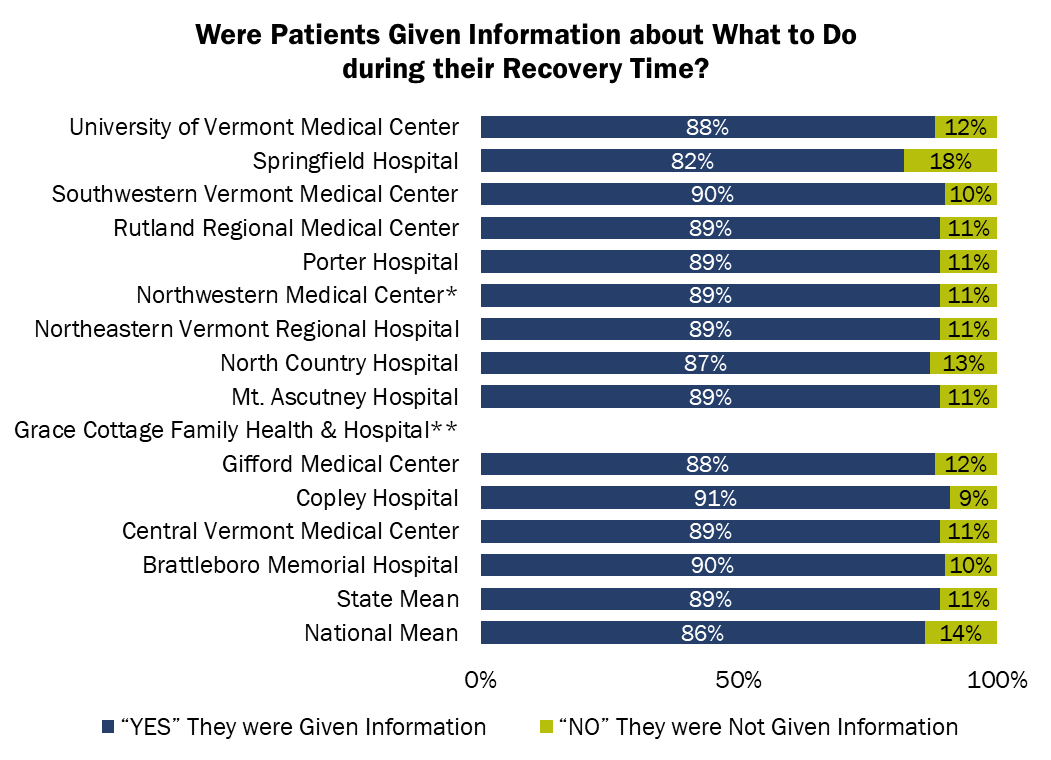 Were Patients Given Information about What to Do
during their Recovery Time?
University of Vermont Medical Center 88% 12%
Springfield Hospital 82% 18%
Southwestern Vermont Medical Center 90% 10%
Rutland Regional Medical Center 89% 11%
Porter Hospital 89% 11%
Northwestern Medical Center* 89% 11%
Northeastern Vermont Regional Hospital 89% 11%
North Country Hospital 87% 13%
Mt. Ascutney Hospital 89% 11%
Grace Cottage Family Health & Hospital**
Gifford Medical Center 88% 12%
Copley Hospital 91% 9%
Central Vermont Medical Center 89% 11%
Brattleboro Memorial Hospital 90% 10%
State Mean 89% 11%
National Mean 86% 14%
0% 50% 100%
“YES” They were Given Information “NO” They were Not Given Information